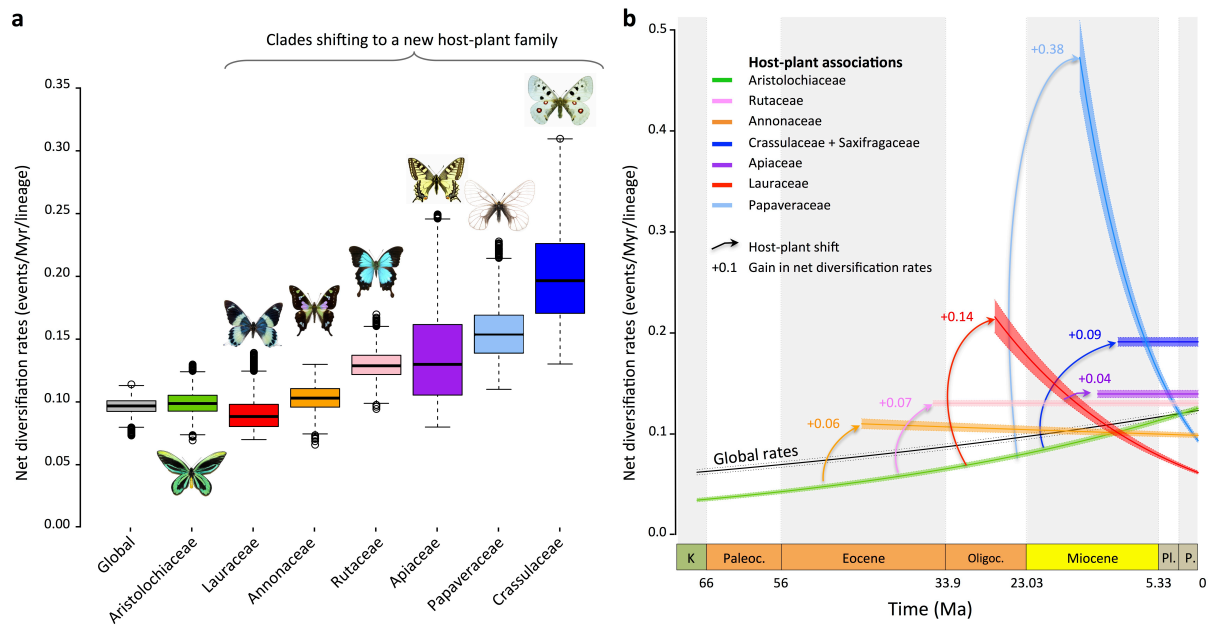 a
Clades shifting to a new host-plant family
Net diversifiation rates (events/Myr/lineage)
0.35
0.30
0.25
0.20
0.15
0.10
0.05
0.00
Global
Aristolochiaceae
Lauraceae
Annonaceae
Rutaceae
Apiaceae
Papaveraceae
Crassulaceae
b
Net diversifiation rates (events/Myr/lineage)
0.5
0.4
0.3
0.2
0.1
0.0
Host-plant associations
Aristolochiaceae
Rutaceae
Annonaceae
Crassulaceae + Saxifragaceae
Apiaceae
Lauraceae
Papaveraceae
Host-plant shift
+0.1 Gain in net diversification rates
+0.38
+0.14
+0.09
+0.04
+0.07
+0.06
Global rates
K
Paleoc.
Eocene
Oligoc.
Miocene
Pl.
P.
66
56
33.9
23.03
5.33
0
Time (Ma)